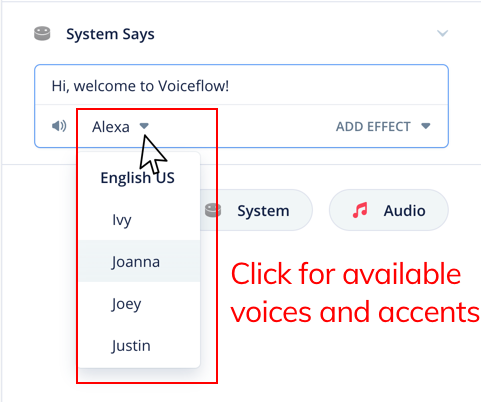 System Says
Hi, welcome to Voiceflow!
Alexa
ADD EFFECT
English US
Ivy
Joanna
Joey
Justin
System
Audio
Click for available
voices and accents